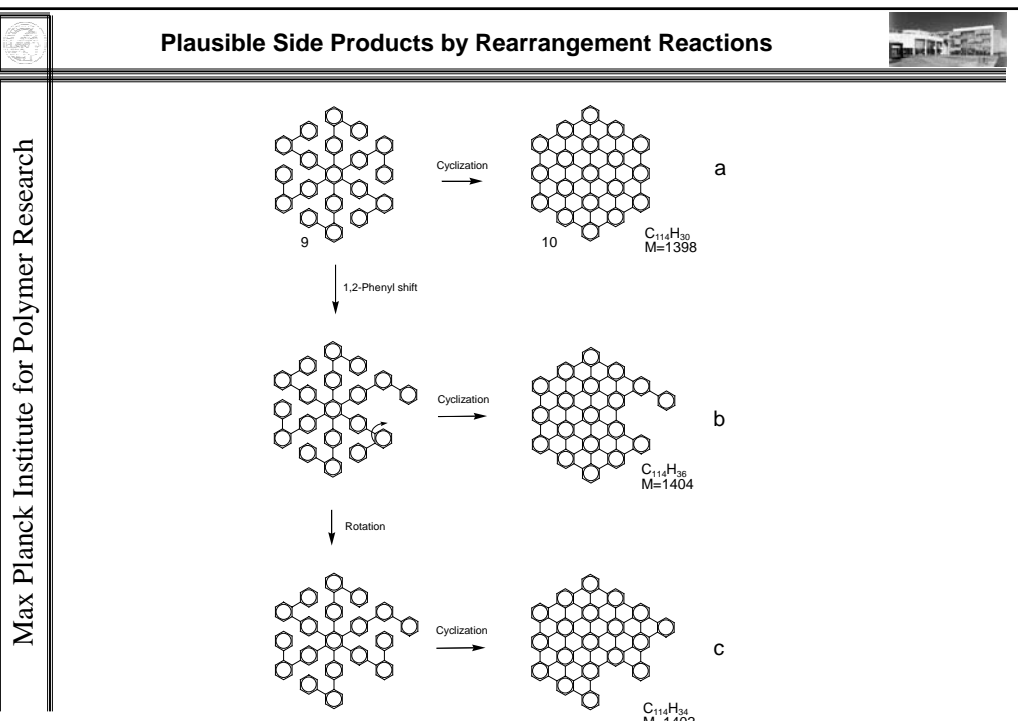 Plausible Side Products by Rearrangement Reactions
Max Planck Institute for Polymer Research
Cyclization
a
9
10
C₁₁₄H₃₀
M=1398
1,2-Phenyl shift
Cyclization
b
C₁₁₄H₃₆
M=1404
Rotation
Cyclization
c
C₁₁₄H₃₄
M=1402